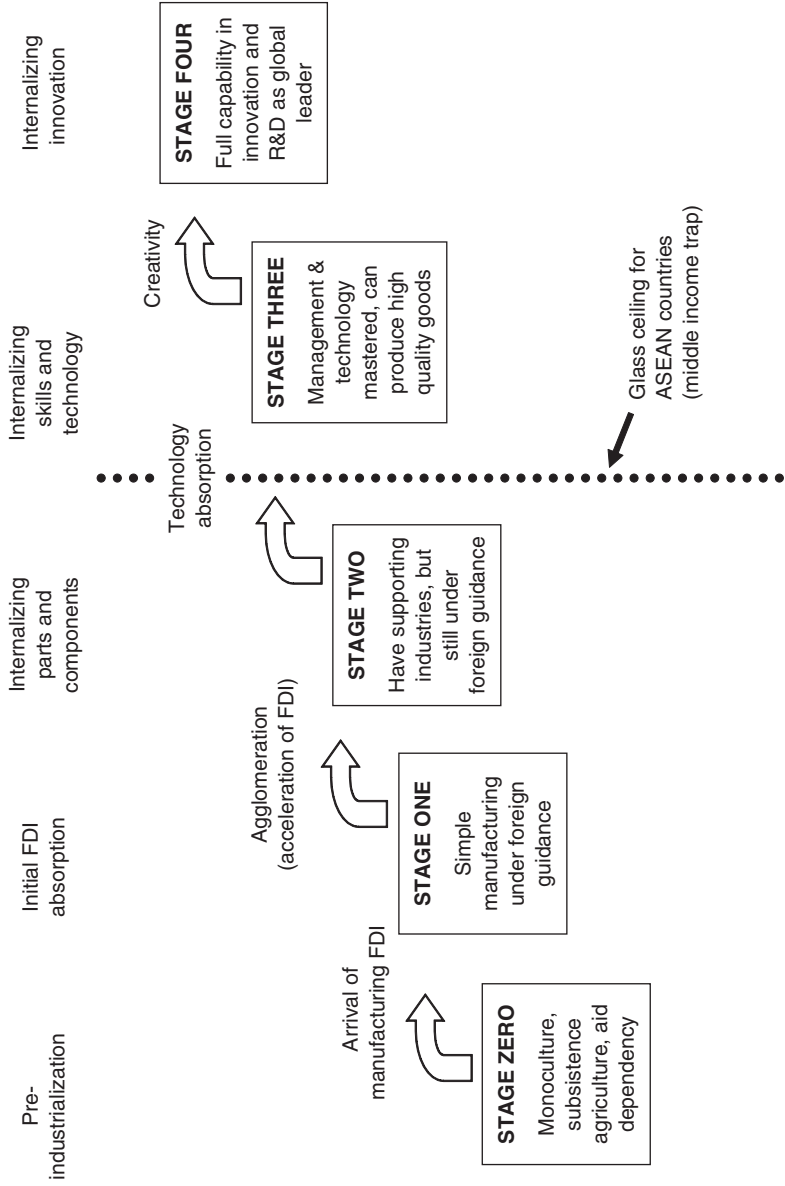 Pre-
industrialization
Initial FDI
absorption
Internalizing
parts and
components
Internalizing
skills and
technology
Internalizing
innovation
Arrival of
manufacturing FDI
Agglomeration
(acceleration of FDI)
Technology
absorption
Creativity
STAGE ZERO
Monoculture,
subsistence
agriculture, aid
dependency
STAGE ONE
Simple
manufacturing
under foreign
guidance
STAGE TWO
Have supporting
industries, but
still under
foreign guidance
STAGE THREE
Management &
technology
mastered, can
produce high
quality goods
STAGE FOUR
Full capability in
innovation and
R&D as global
leader
Glass ceiling for
ASEAN countries
(middle income trap)